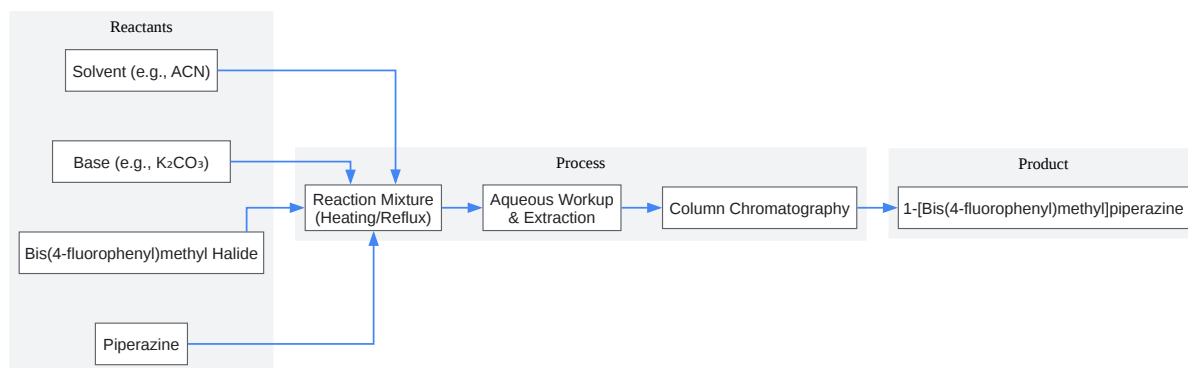 Reactants
Solvent (e.g., ACN)
Base (e.g., K₂CO₃)
Bis(4-fluorophenyl)methyl Halide
Piperazine
Process
Reaction Mixture
(Heating/Reflux)
Aqueous Workup
& Extraction
Column Chromatography
Product
1-[Bis(4-fluorophenyl)methyl]piperazine